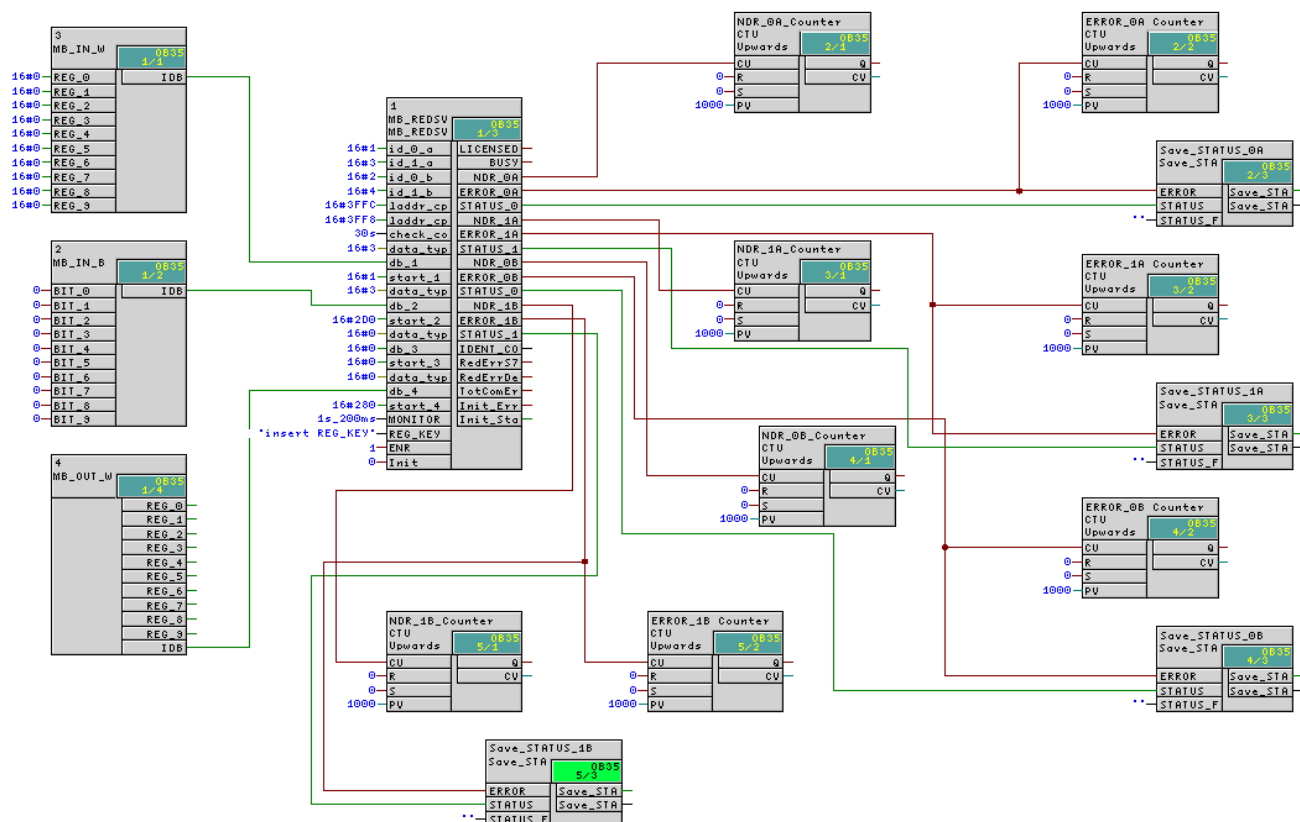 3
MB_IN_W
OB35
1/1
16#0 REG_0 IDB
16#0 REG_1
16#0 REG_2
16#0 REG_3
16#0 REG_4
16#0 REG_5
16#0 REG_6
16#0 REG_7
16#0 REG_8
16#0 REG_9
2
MB_IN_B
OB35
1/2
0 BIT_0 IDB
0 BIT_1
0 BIT_2
0 BIT_3
0 BIT_4
0 BIT_5
0 BIT_6
0 BIT_7
0 BIT_8
0 BIT_9
4
MB_OUT_W
OB35
1/4
REG_0
REG_1
REG_2
REG_3
REG_4
REG_5
REG_6
REG_7
REG_8
REG_9
IDB
1
MB_REDSV
MB_REDSV
OB35
1/3
16#1 id_0_a LICENSED
16#3 id_1_a BUSY
16#2 id_0_b NDR_0A
16#4 id_1_b ERROR_0A
16#3FFC laddr_cp STATUS_0
16#3FF8 laddr_cp NDR_1A
30s check_co ERROR_1A
16#3 data_typ STATUS_1
db_1 NDR_0B
16#1 start_1 ERROR_0B
16#3 data_typ STATUS_0
db_2 NDR_1B
16#2D0 start_2 ERROR_1B
16#0 data_typ STATUS_1
16#0 db_3 IDENT_CO
16#0 start_3 RedErrS7
16#0 data_typ RedErrDe
db_4 TotComEr
16#280 start_4 Init_Err
1s_200ms MONITOR Init_Sta
"insert REG_KEY" REG_KEY
1 ENR
0 Init
NDR_0A_Counter
CTU
Upwards
OB35
2/1
CU Q
0 R CV
0 S
1000 PV
ERROR_0A Counter
CTU
Upwards
OB35
2/2
CU Q
0 R CV
0 S
1000 PV
Save_STATUS_0A
Save_STA
OB35
2/3
ERROR Save_STA
STATUS Save_STA
'' STATUS_F
NDR_1A_Counter
CTU
Upwards
OB35
3/1
CU Q
0 R CV
0 S
1000 PV
ERROR_1A Counter
CTU
Upwards
OB35
3/2
CU Q
0 R CV
0 S
1000 PV
Save_STATUS_1A
Save_STA
OB35
3/3
ERROR Save_STA
STATUS Save_STA
'' STATUS_F
NDR_0B_Counter
CTU
Upwards
OB35
4/1
CU Q
0 R CV
0 S
1000 PV
ERROR_0B Counter
CTU
Upwards
OB35
4/2
CU Q
0 R CV
0 S
1000 PV
Save_STATUS_0B
Save_STA
OB35
4/3
ERROR Save_STA
STATUS Save_STA
'' STATUS_F
NDR_1B_Counter
CTU
Upwards
OB35
5/1
CU Q
0 R CV
0 S
1000 PV
ERROR_1B Counter
CTU
Upwards
OB35
5/2
CU Q
0 R CV
0 S
1000 PV
Save_STATUS_1B
Save_STA
OB35
5/3
ERROR Save_STA
STATUS Save_STA
'' STATUS_F